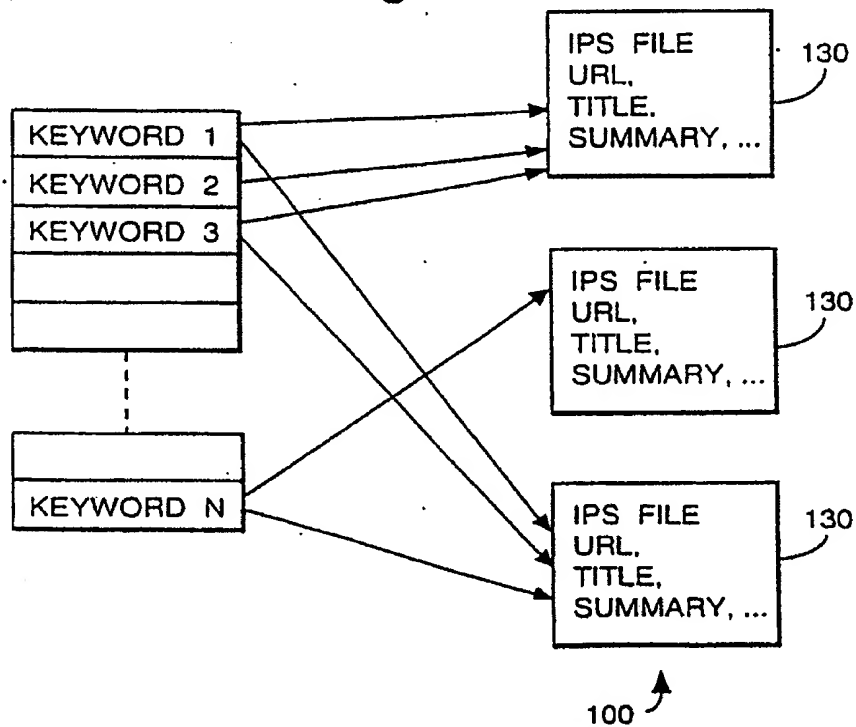 KEYWORD 1
KEYWORD 2
KEYWORD 3
KEYWORD N
IPS FILE
URL,
TITLE,
SUMMARY, ...
130
IPS FILE
URL,
TITLE,
SUMMARY, ...
130
IPS FILE
URL,
TITLE,
SUMMARY, ...
130
100